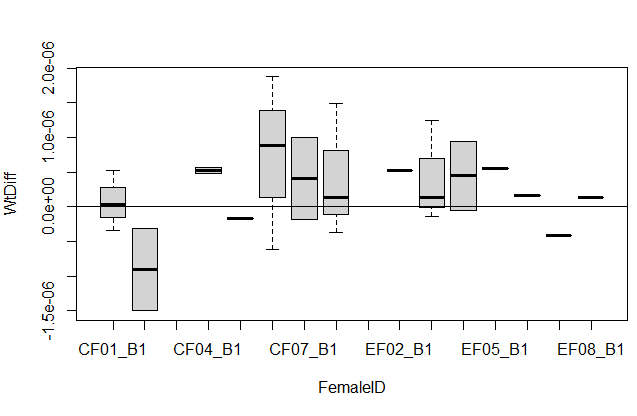 2.0e-06
1.0e-06
0.0e+00
-1.5e-06
WtDiff
CF01_B1 CF04_B1 CF07_B1 EF02_B1 EF05_B1 EF08_B1
FemaleID